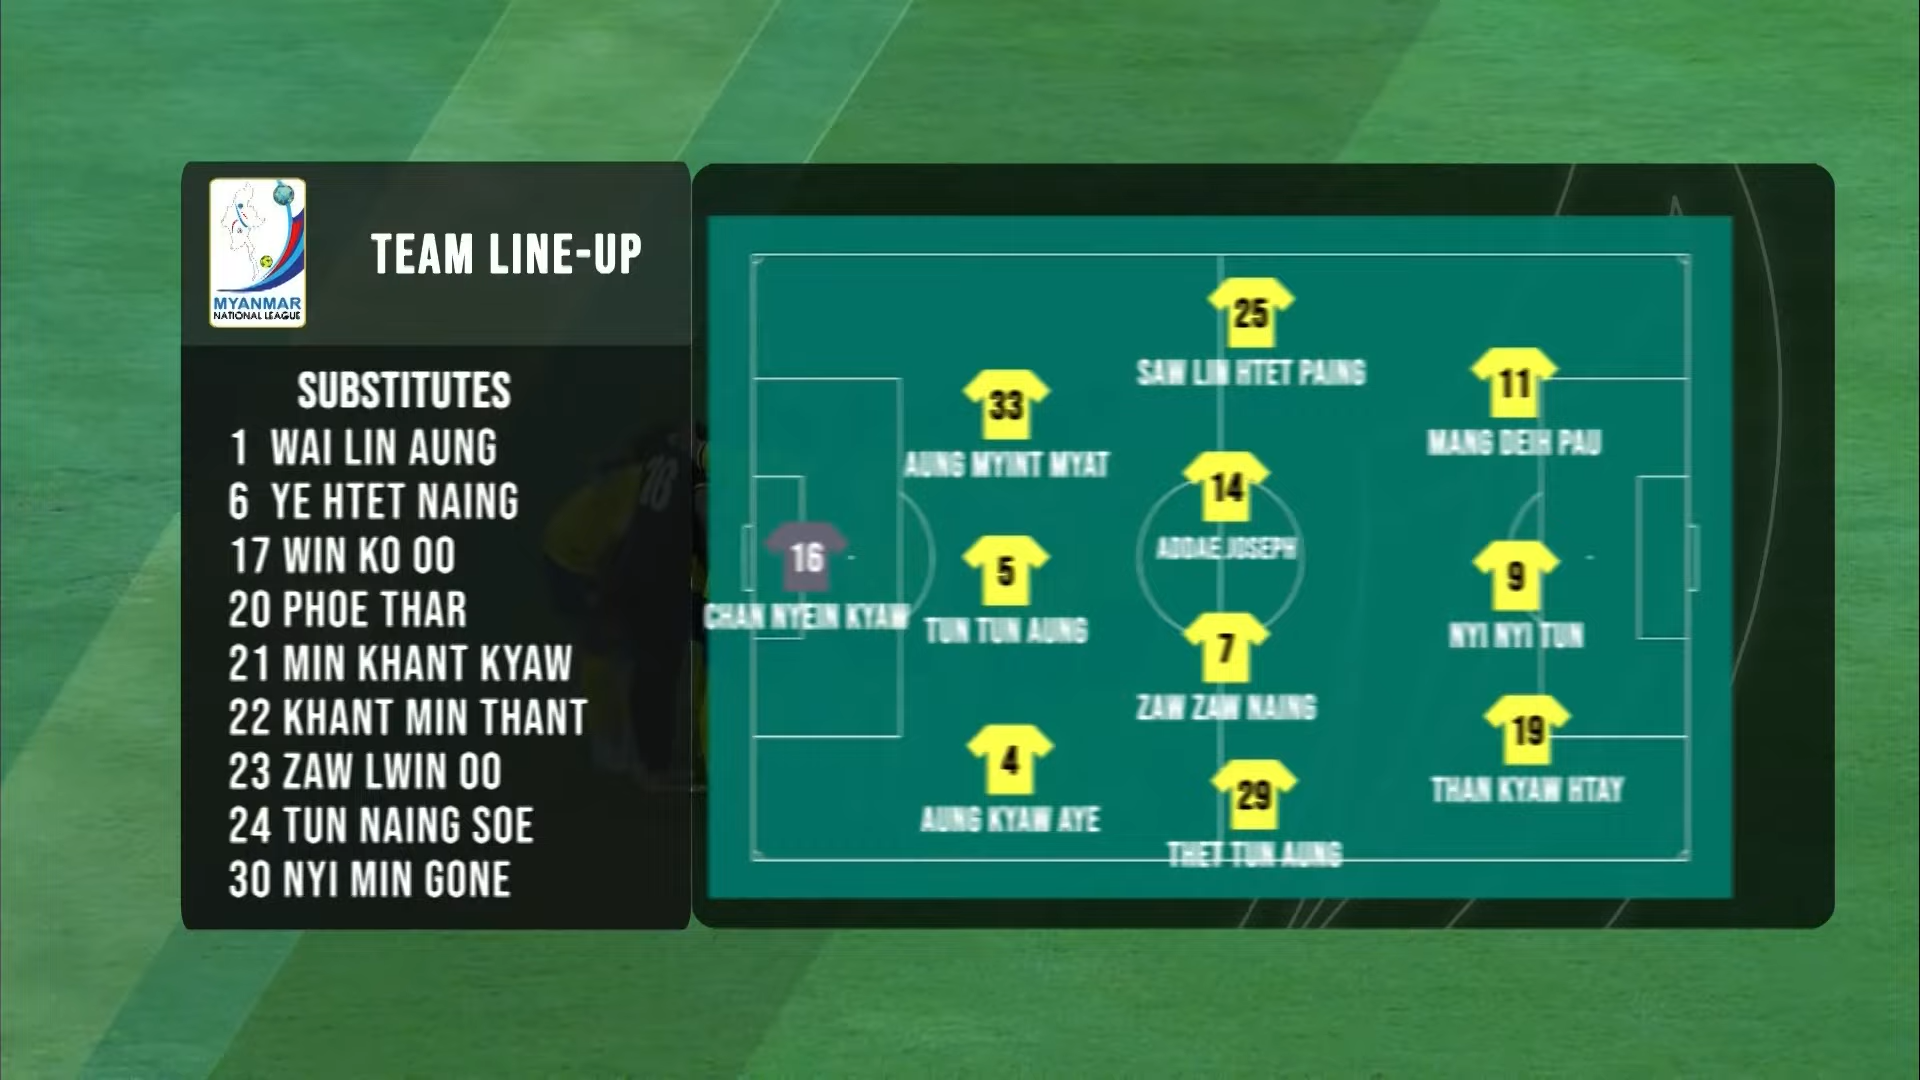 MYANMAR
NATIONAL LEAGUE
TEAM LINE-UP
SUBSTITUTES
1 WAI LIN AUNG
6 YE HTET NAING
17 WIN KO OO
20 PHOE THAR
21 MIN KHANT KYAW
22 KHANT MIN THANT
23 ZAW LWIN OO
24 TUN NAING SOE
30 NYI MIN GONE
16
CHAN NYEIN KYAW
33
AUNG MYINT MYAT
5
TUN TUN AUNG
4
AUNG KYAW AYE
25
SAW LIN HTET PAING
14
ADDAE JOSEPH
7
ZAW ZAW NAING
29
THET TUN AUNG
11
MANG DEIH PAU
9
NYI NYI TUN
19
THAN KYAW HTAY